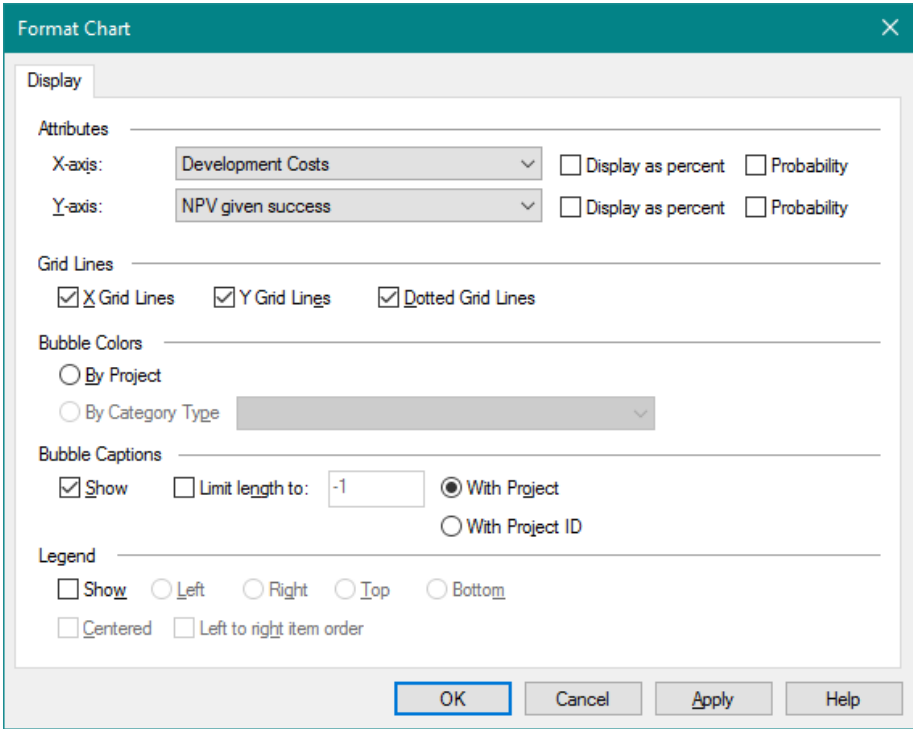 Format Chart
Display
Attributes
X-axis: Development Costs Display as percent Probability
Y-axis: NPV given success Display as percent Probability
Grid Lines
X Grid Lines Y Grid Lines Dotted Grid Lines
Bubble Colors
By Project
By Category Type
Bubble Captions
Show Limit length to: -1 With Project
With Project ID
Legend
Show Left Right Top Bottom
Centered Left to right item order
OK Cancel Apply Help